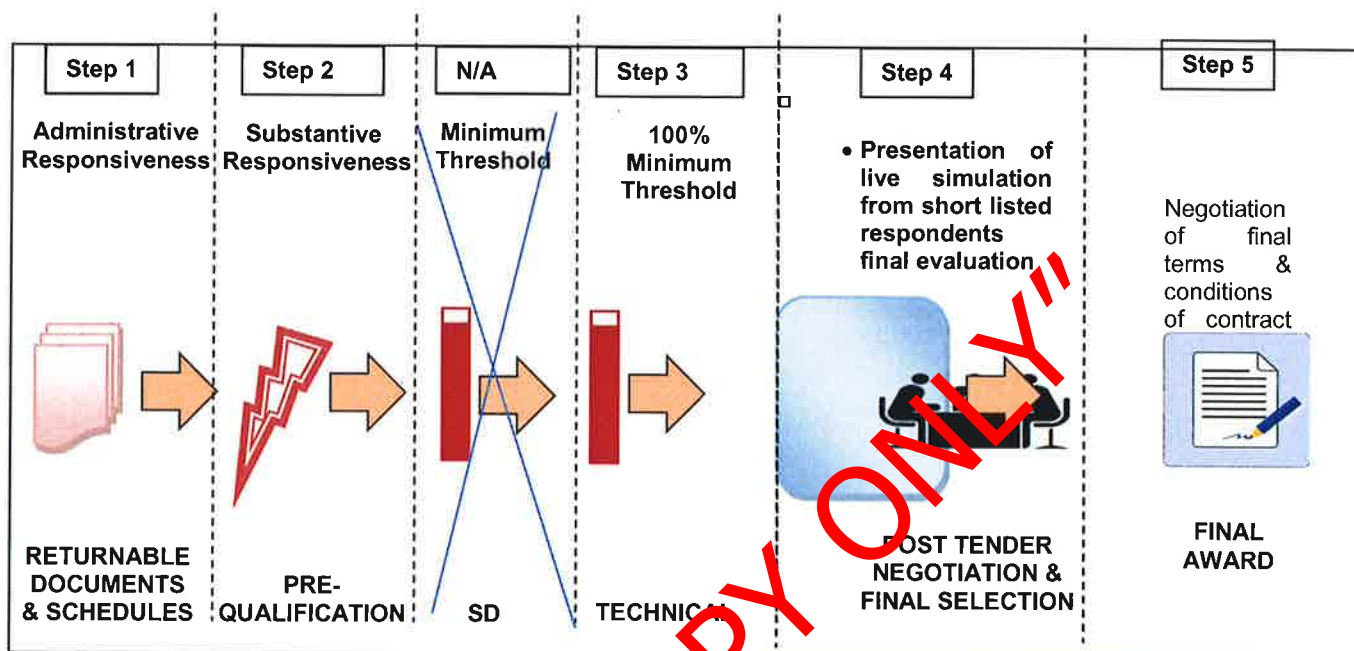 Step 1
Administrative
Responsiveness
RETURNABLE
DOCUMENTS
& SCHEDULES
Step 2
Substantive
Responsiveness
PRE-
QUALIFICATION
N/A
Minimum
Threshold
SD
Step 3
100%
Minimum
Threshold
TECHNICAL
Step 4
• Presentation of
live simulation
from short listed
respondents
final evaluation
POST TENDER
NEGOTIATION &
FINAL SELECTION
Step 5
Negotiation
of final
terms &
conditions
of contract
FINAL
AWARD
PY ONLY"